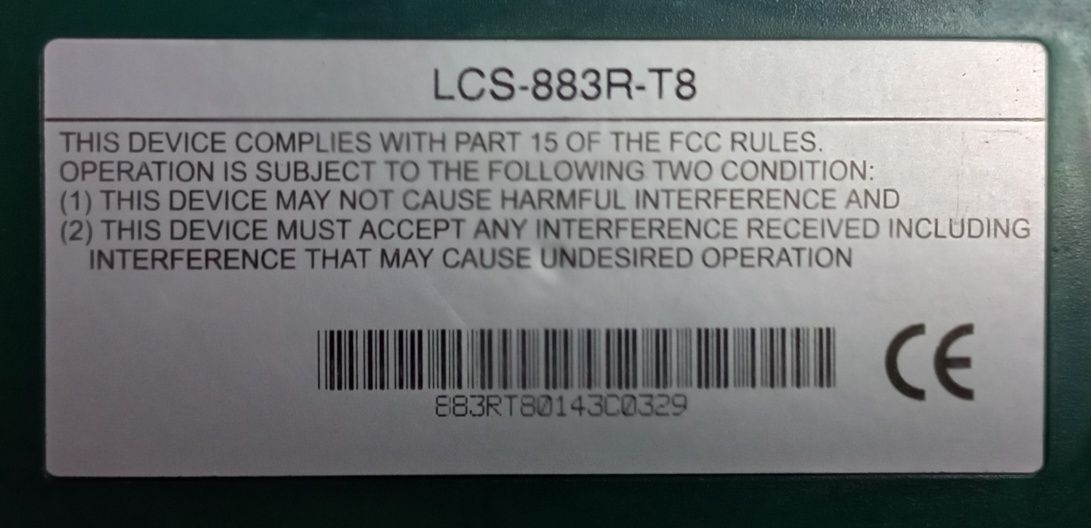 LCS-883R-T8
THIS DEVICE COMPLIES WITH PART 15 OF THE FCC RULES.
OPERATION IS SUBJECT TO THE FOLLOWING TWO CONDITION:
(1) THIS DEVICE MAY NOT CAUSE HARMFUL INTERFERENCE AND
(2) THIS DEVICE MUST ACCEPT ANY INTERFERENCE RECEIVED INCLUDING
INTERFERENCE THAT MAY CAUSE UNDESIRED OPERATION
CE
883RT80143C0329